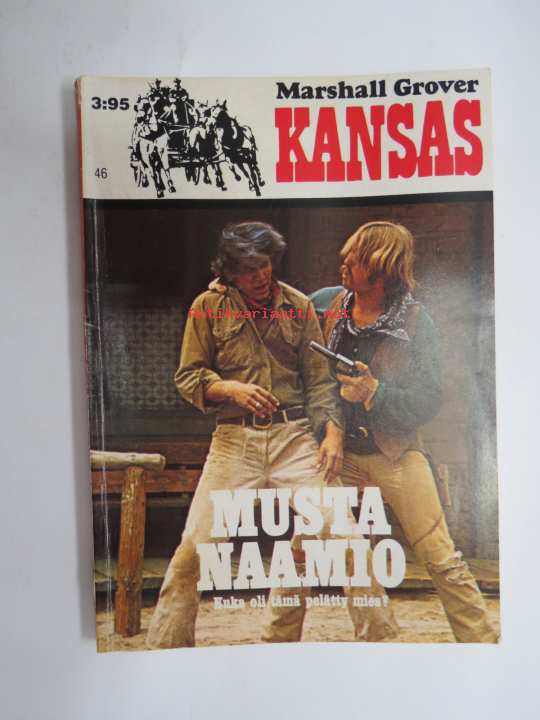 Marshall Grover
3:95
KANSAS
46
antikvariaatti.net
MUSTA
NAAMIO
Kuka oli tämä pelätty mies?